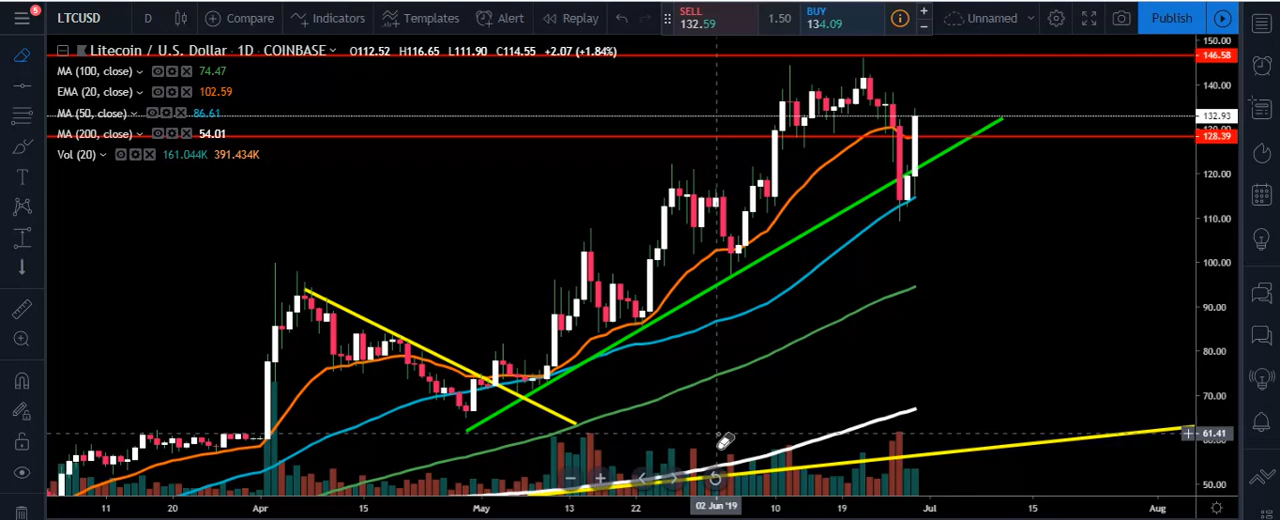 5
LTCUSD D Compare Indicators Templates Alert Replay SELL 132.59 1.50 BUY 134.09 Unnamed Publish
Litecoin / U.S. Dollar · 1D · COINBASE O112.52 H116.65 L111.90 C114.55 +2.07 (+1.84%)
MA (100, close) 74.47
EMA (20, close) 102.59
MA (50, close) 86.61
MA (200, close) 54.01
Vol (20) 161.044K 391.434K
150.00
146.58
140.00
132.93
130.00
128.39
120.00
110.00
100.00
90.00
80.00
70.00
61.41
50.00
11 20 Apr 15 May 13 22 02 Jun '19 10 19 Jul 15 Aug